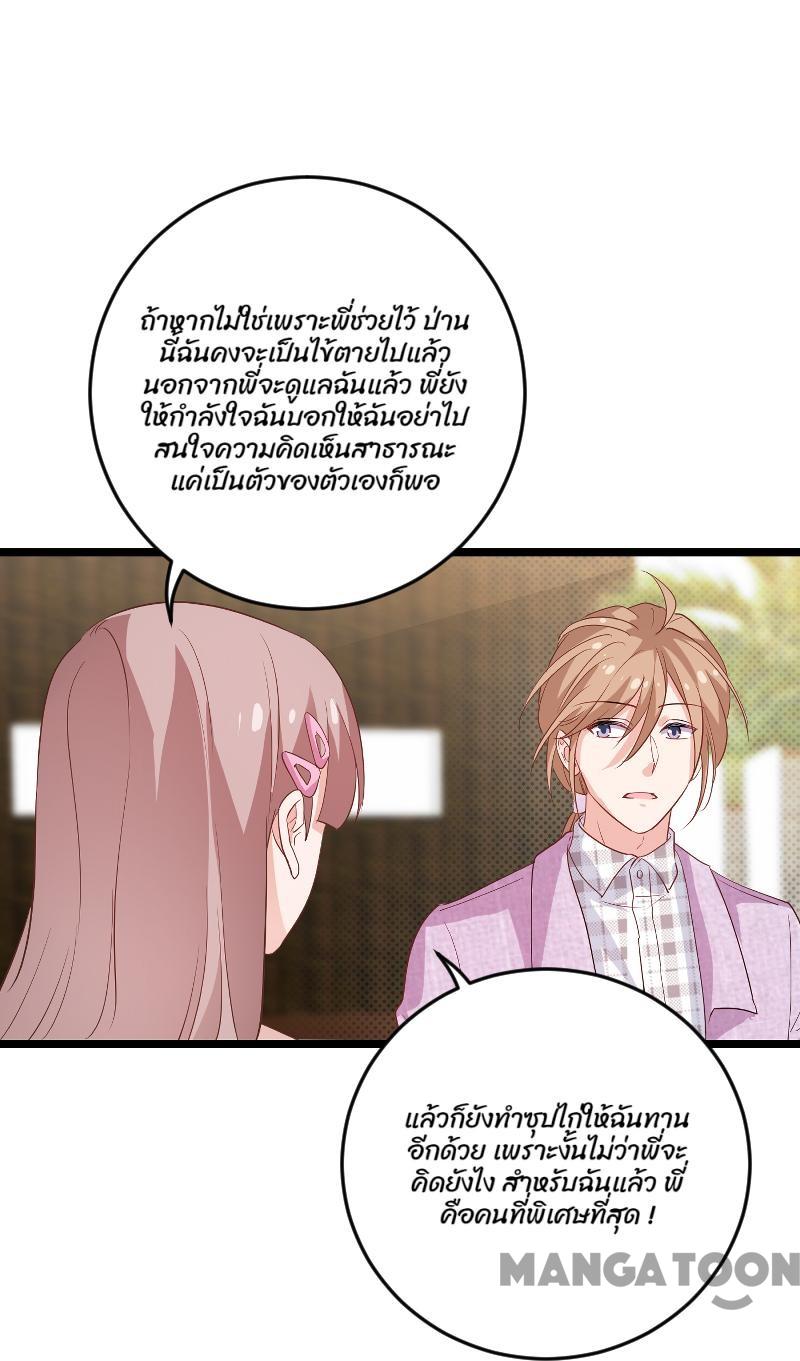 ถ้าหากไม่ใช่เพราะพี่ช่วยไว้ ป่าน
นี้ฉันคงจะเป็นไข้ตายไปแล้ว
นอกจากพี่จะดูแลฉันแล้ว พี่ยัง
ให้กำลังใจฉันบอกให้ฉันอย่าไป
สนใจความคิดเห็นสาธารณะ
แค่เป็นตัวของตัวเองก็พอ
แล้วก็ยังทำซุปไก่ให้ฉันทาน
อีกด้วย เพราะงั้นไม่ว่าพี่จะ
คิดยังไง สำหรับฉันแล้ว พี่
คือคนที่พิเศษที่สุด !
MANGATOON